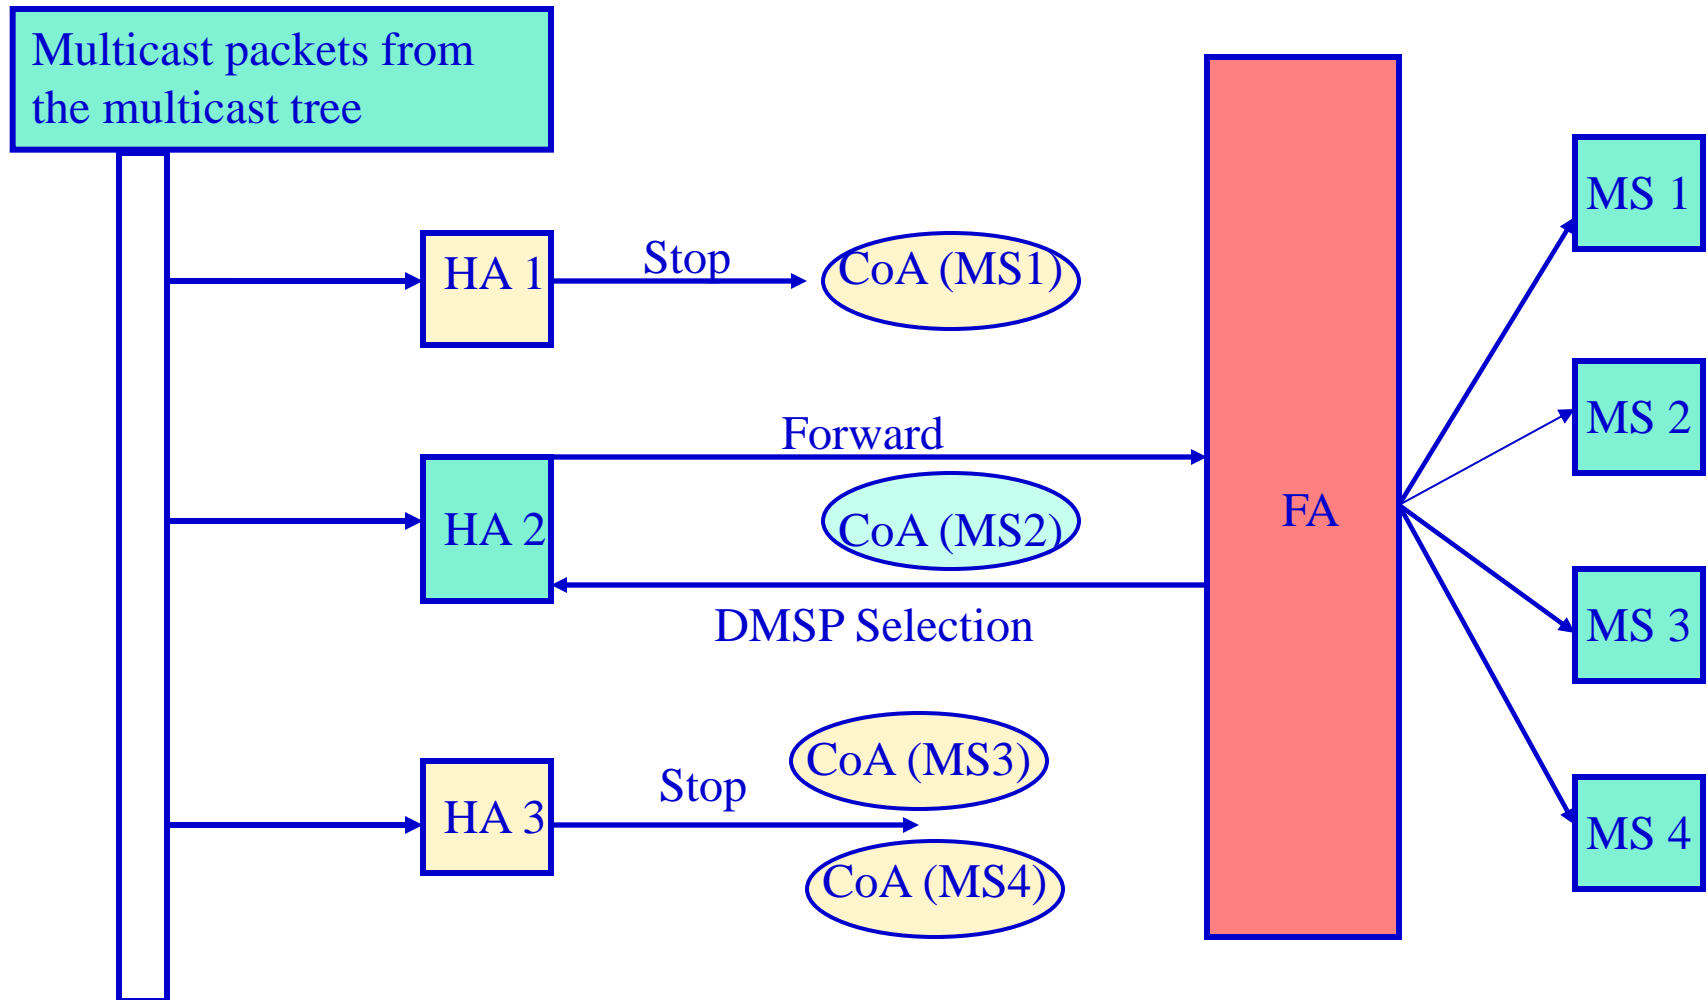 Multicast packets from
the multicast tree
HA 1
Stop
CoA (MS1)
Forward
HA 2
CoA (MS2)
DMSP Selection
HA 3
Stop
CoA (MS3)
CoA (MS4)
FA
MS 1
MS 2
MS 3
MS 4